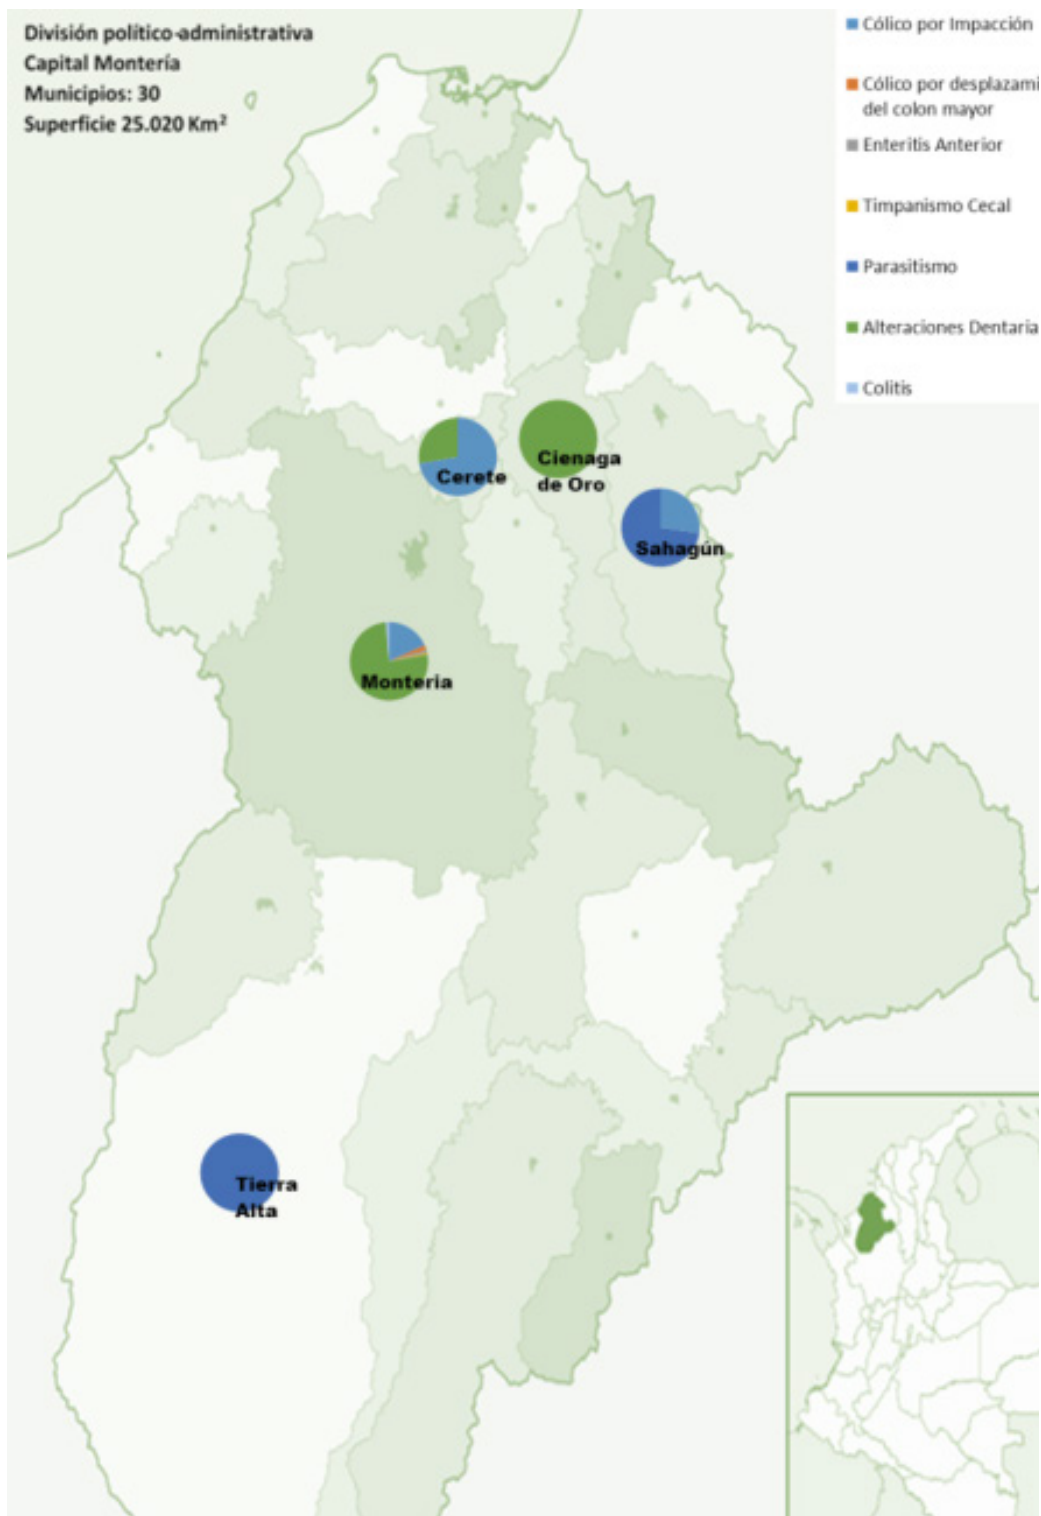 División político-administrativa
Capital Montería
Municipios: 30
Superficie 25.020 Km²
Cólico por Impacción
Cólico por desplazami
del colon mayor
Enteritis Anterior
Timpanismo Cecal
Parasitismo
Alteraciones Dentaria
Colitis
Cerete
Cienaga
de Oro
Sahagún
Monteria
Tierra
Alta